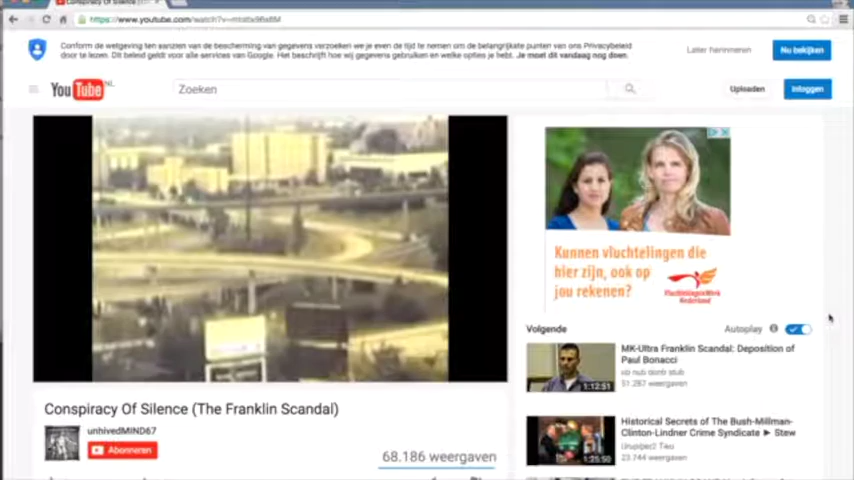 Conspiracy Of Silence (
https://www.youtube.com/watch?v=
Conform de wetgeving ten aanzien van de bescherming van gegevens verzoeken we je even de tijd te nemen om de belangrijkste punten van ons Privacybeleid
door te lezen. Dit beleid geldt voor alle services van Google. Het beschrijft hoe wij gegevens gebruiken en welke opties je hebt. Je moet dit vandaag nog doen.
Later herinneren
Nu bekijken
YouTube NL
Zoeken
Uploaden
Inloggen
Kunnen vluchtelingen die
hier zijn, ook op
jou rekenen?
VluchtelingenWerk
Nederland
Volgende
Autoplay
MK-Ultra Franklin Scandal: Deposition of
Paul Bonacci
51.287 weergaven
1:12:51
Historical Secrets of The Bush-Millman-
Clinton-Lindner Crime Syndicate ► Stew
23.744 weergaven
1:25:50
Conspiracy Of Silence (The Franklin Scandal)
unhivedMIND67
Abonneren
68.186 weergaven